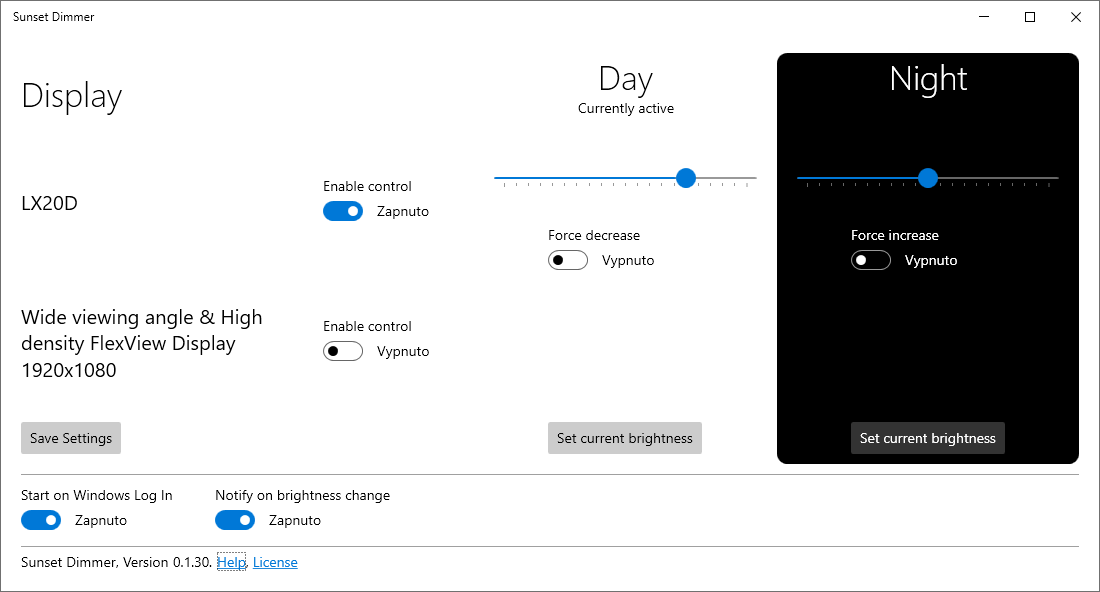 Sunset Dimmer
Display
Day
Currently active
Night
LX20D
Enable control
Zapnuto
Force decrease
Vypnuto
Force increase
Vypnuto
Wide viewing angle & High
density FlexView Display
1920x1080
Enable control
Vypnuto
Save Settings
Set current brightness
Set current brightness
Start on Windows Log In
Zapnuto
Notify on brightness change
Zapnuto
Sunset Dimmer, Version 0.1.30. Help, License